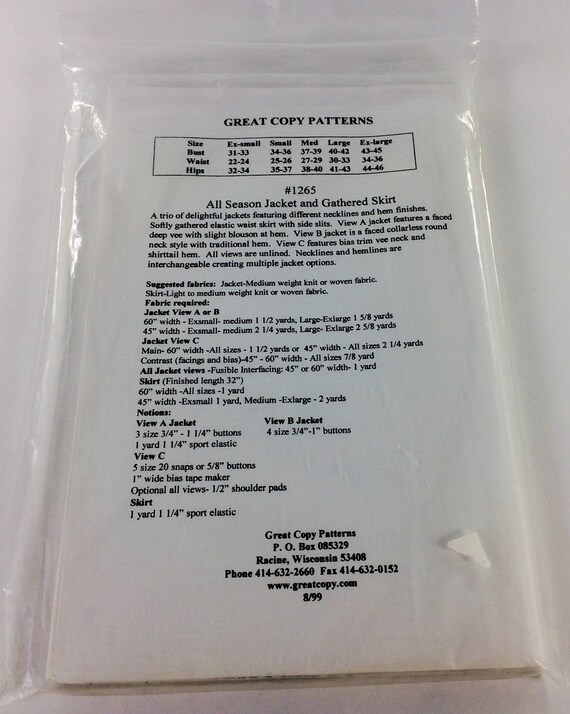 GREAT COPY PATTERNS
Size Ex-small Small Med Large Ex-large
Bust 31-33 34-36 37-39 40-42 43-45
Waist 22-24 25-26 27-29 30-33 34-36
Hips 32-34 35-37 38-40 41-43 44-46
#1265
All Season Jacket and Gathered Skirt
A trio of delightful jackets featuring different necklines and hem finishes.
Softly gathered elastic waist skirt with side slits. View A jacket features a faced
deep vee with slight blouson at hem. View B jacket is a faced collarless round
neck style with traditional hem. View C features bias trim vee neck and
shirttail hem. All views are unlined. Necklines and hemlines are
interchangeable creating multiple jacket options.
Suggested fabrics: Jacket-Medium weight knit or woven fabric.
Skirt-Light to medium weight knit or woven fabric.
Fabric required:
Jacket View A or B
60" width - Exsmall- medium 1 1/2 yards, Large-Exlarge 1 5/8 yards
45" width - Exsmall- medium 2 1/4 yards, Large- Exlarge 2 5/8 yards
Jacket View C
Main- 60" width -All sizes - 1 1/2 yards or 45" width - All sizes 2 1/4 yards
Contrast (facings and bias)-45" - 60" width - All sizes 7/8 yard
All Jacket views -Fusible Interfacing: 45" or 60" width- 1 yard
Skirt (Finished length 32")
60" width -All sizes -1 yard
45" width -Exsmall 1 yard, Medium -Exlarge - 2 yards
Notions:
View A Jacket View B Jacket
3 size 3/4" - 1 1/4" buttons 4 size 3/4"-1" buttons
1 yard 1 1/4" sport elastic
View C
5 size 20 snaps or 5/8" buttons
1" wide bias tape maker
Optional all views- 1/2" shoulder pads
Skirt
1 yard 1 1/4" sport elastic
Great Copy Patterns
P. O. Box 085329
Racine, Wisconsin 53408
Phone 414-632-2660 Fax 414-632-0152
www.greatcopy.com
8/99